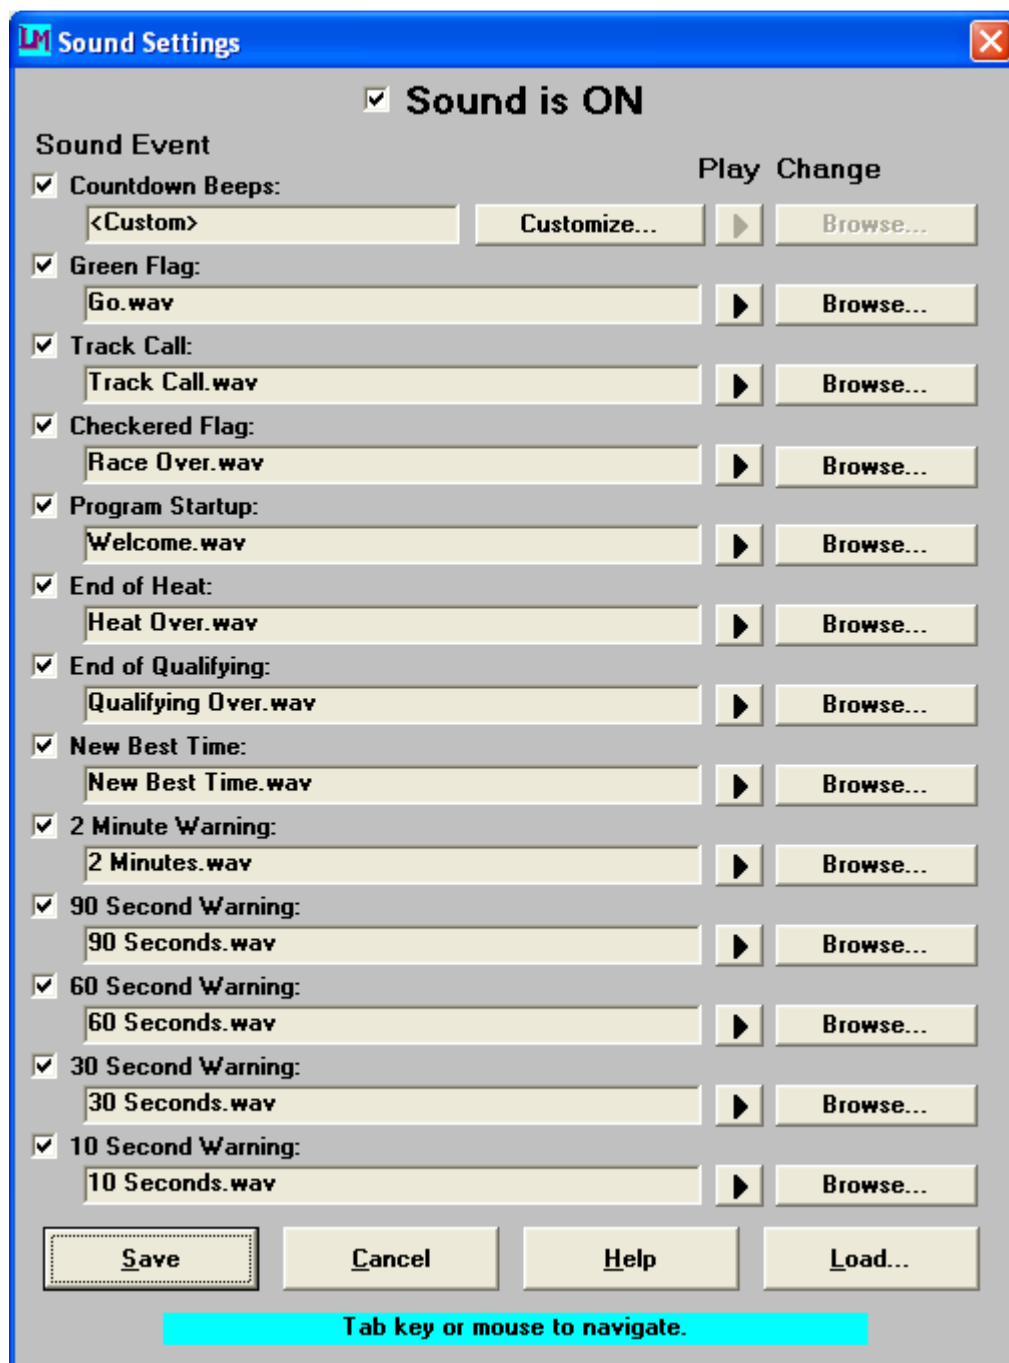 LM Sound Settings
Sound is ON
Sound Event
Play Change
Countdown Beeps:
<Custom> Customize... Browse...
Green Flag:
Go.wav Browse...
Track Call:
Track Call.wav Browse...
Checkered Flag:
Race Over.wav Browse...
Program Startup:
Welcome.wav Browse...
End of Heat:
Heat Over.wav Browse...
End of Qualifying:
Qualifying Over.wav Browse...
New Best Time:
New Best Time.wav Browse...
2 Minute Warning:
2 Minutes.wav Browse...
90 Second Warning:
90 Seconds.wav Browse...
60 Second Warning:
60 Seconds.wav Browse...
30 Second Warning:
30 Seconds.wav Browse...
10 Second Warning:
10 Seconds.wav Browse...
Save Cancel Help Load...
Tab key or mouse to navigate.